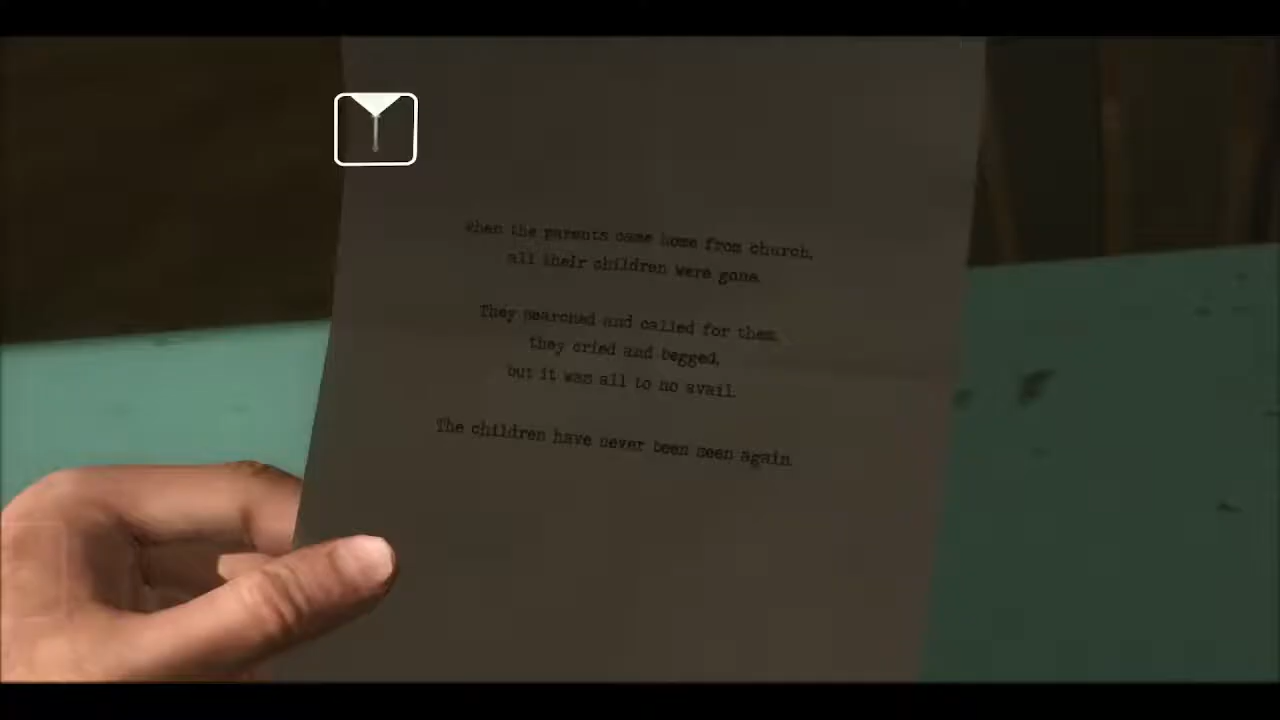 when the parents came home from church,
all their children were gone.
They searched and called for them,
they cried and begged,
but it was all to no avail.
The children have never been seen again.